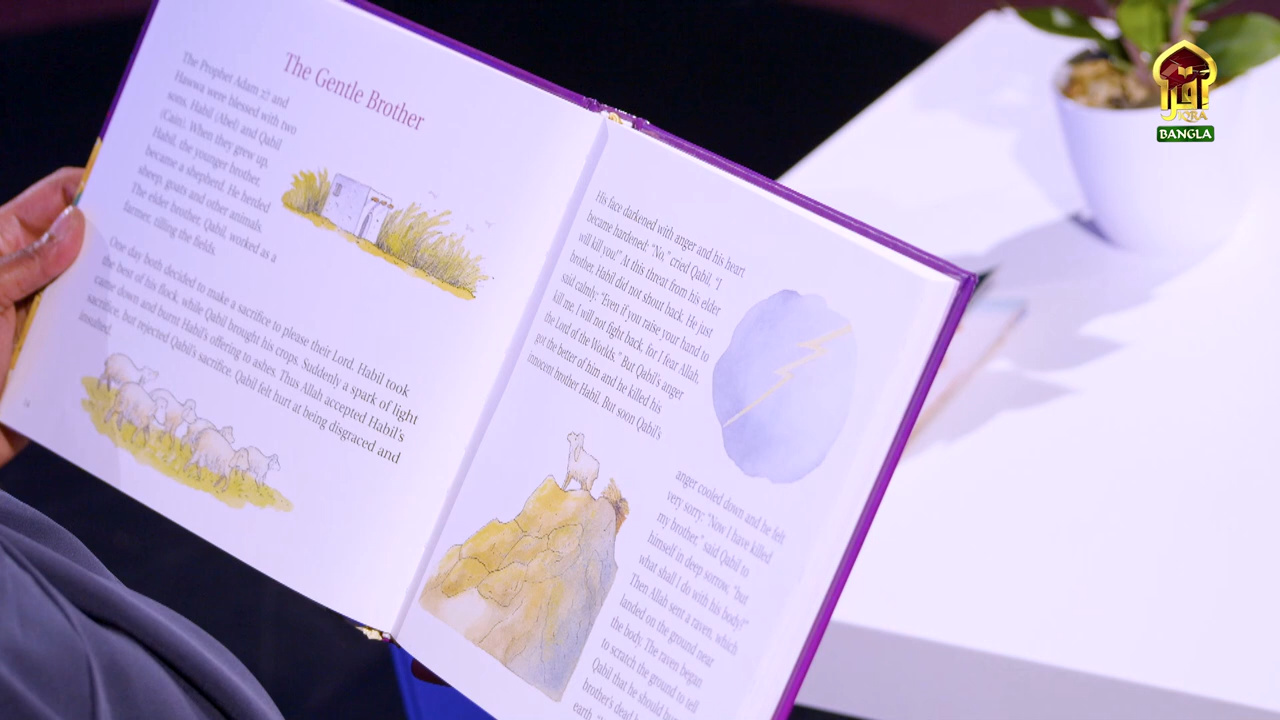 The Gentle Brother
The Prophet Adam and
Hawwa were blessed with two
sons, Habil (Abel) and Qabil
(Cain). When they grew up,
Habil, the younger brother,
became a shepherd. He herded
sheep, goats and other animals.
The elder brother, Qabil, worked as a
farmer, tilling the fields.
One day both decided to make a sacrifice to please their Lord. Habil took
the best of his flock, while Qabil brought his crops. Suddenly a spark of light
came down and burnt Habil's offering to ashes. Thus Allah accepted Habil's
sacrifice, but rejected Qabil's sacrifice. Qabil felt hurt at being disgraced and
insulted.
His face darkened with anger and his heart
became hardened. "No," cried Qabil, "I
will kill you!" At this threat from his elder
brother, Habil did not shout back. He just
said calmly: "Even if you raise your hand to
kill me, I will not fight back, for I fear Allah,
the Lord of the Worlds." But Qabil's anger
got the better of him and he killed his
innocent brother Habil. But soon Qabil's
anger cooled down and he felt
very sorry: "Now I have killed
my brother," said Qabil to
himself in deep sorrow, "but
what shall I do with his body?"
Then Allah sent a raven, which
landed on the ground near
the body. The raven began
to scratch the ground to tell
Qabil that he should
brother's dead
earth.
اقرأ
IQRA
BANGLA